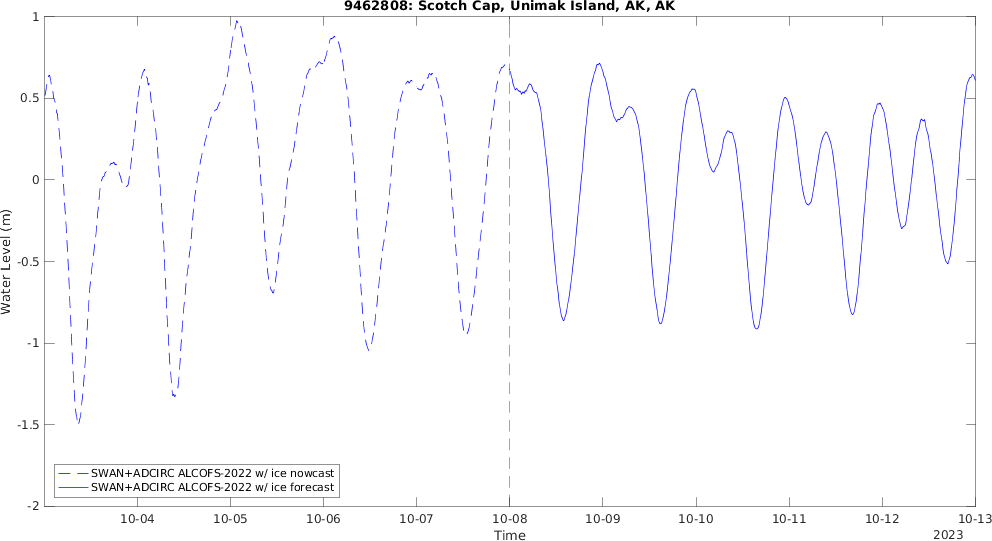 9462808: Scotch Cap, Unimak Island, AK, AK
Water Level (m)
1
0.5
0
-0.5
-1
-1.5
-2
SWAN+ADCIRC ALCOFS-2022 w/ ice nowcast
SWAN+ADCIRC ALCOFS-2022 w/ ice forecast
10-04 10-05 10-06 10-07 10-08 10-09 10-10 10-11 10-12 10-13
Time
2023